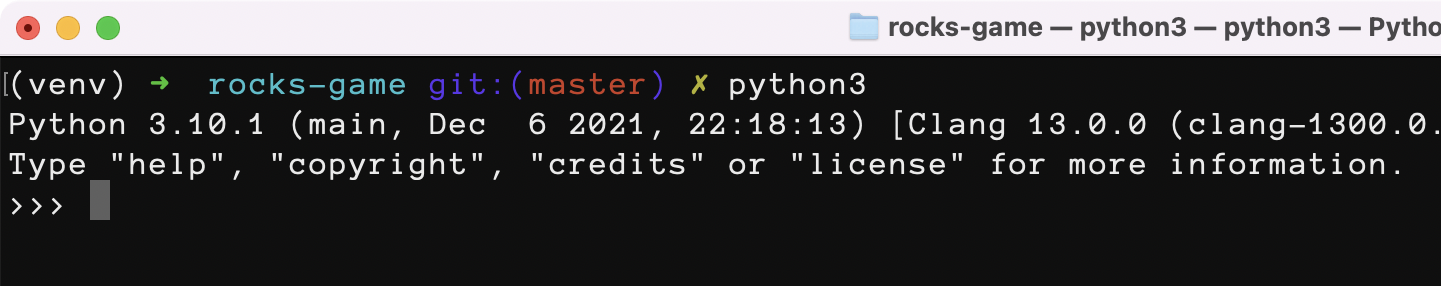 rocks-game — python3 — python3 — Pytho
(venv) ➜ rocks-game git:(master) ✗ python3
Python 3.10.1 (main, Dec  6 2021, 22:18:13) [Clang 13.0.0 (clang-1300.0.
Type "help", "copyright", "credits" or "license" for more information.
>>>